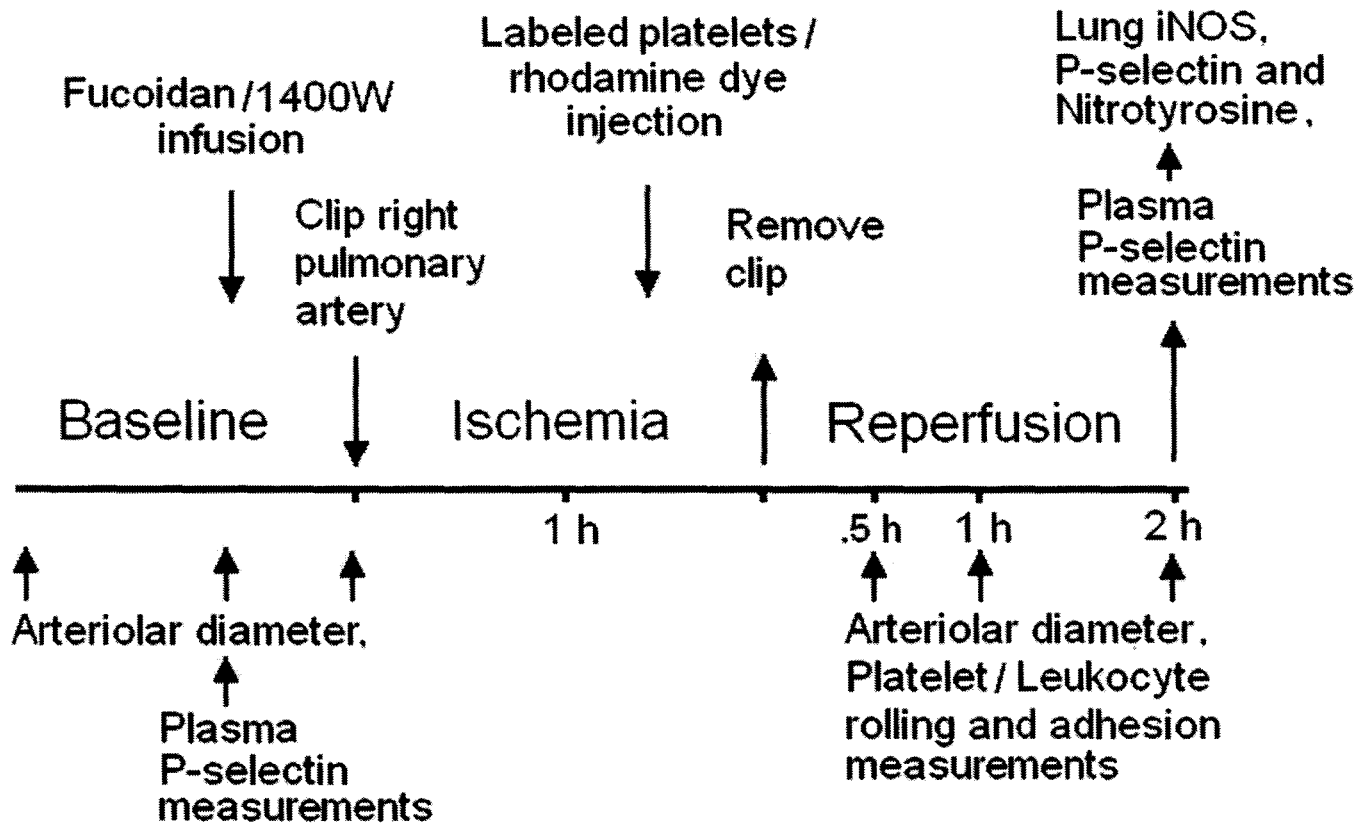 Fucoidan/1400W
infusion
Clip right
pulmonary
artery
Labeled platelets/
rhodamine dye
injection
Remove
clip
Lung iNOS,
P-selectin and
Nitrotyrosine,
Plasma
P-selectin
measurements
Baseline
Ischemia
Reperfusion
1 h
.5 h
1 h
2 h
Arteriolar diameter,
Plasma
P-selectin
measurements
Arteriolar diameter,
Platelet/Leukocyte
rolling and adhesion
measurements